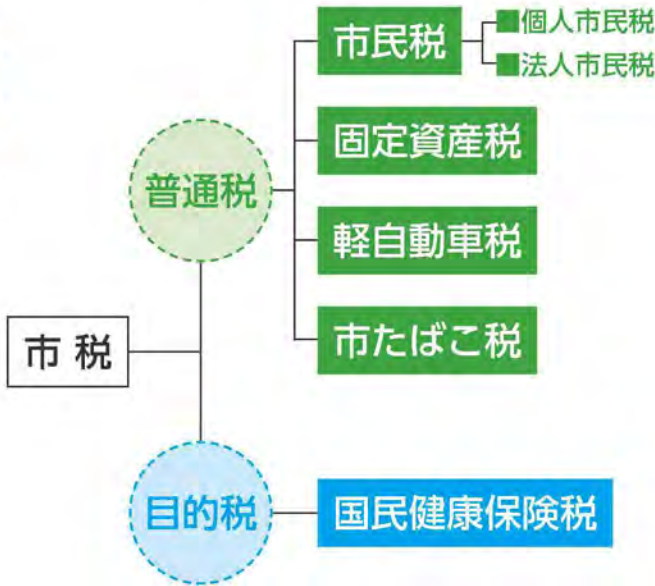 市民税
■個人市民税
■法人市民税
固定資産税
普通税
軽自動車税
市たばこ税
市 税
目的税
国民健康保険税